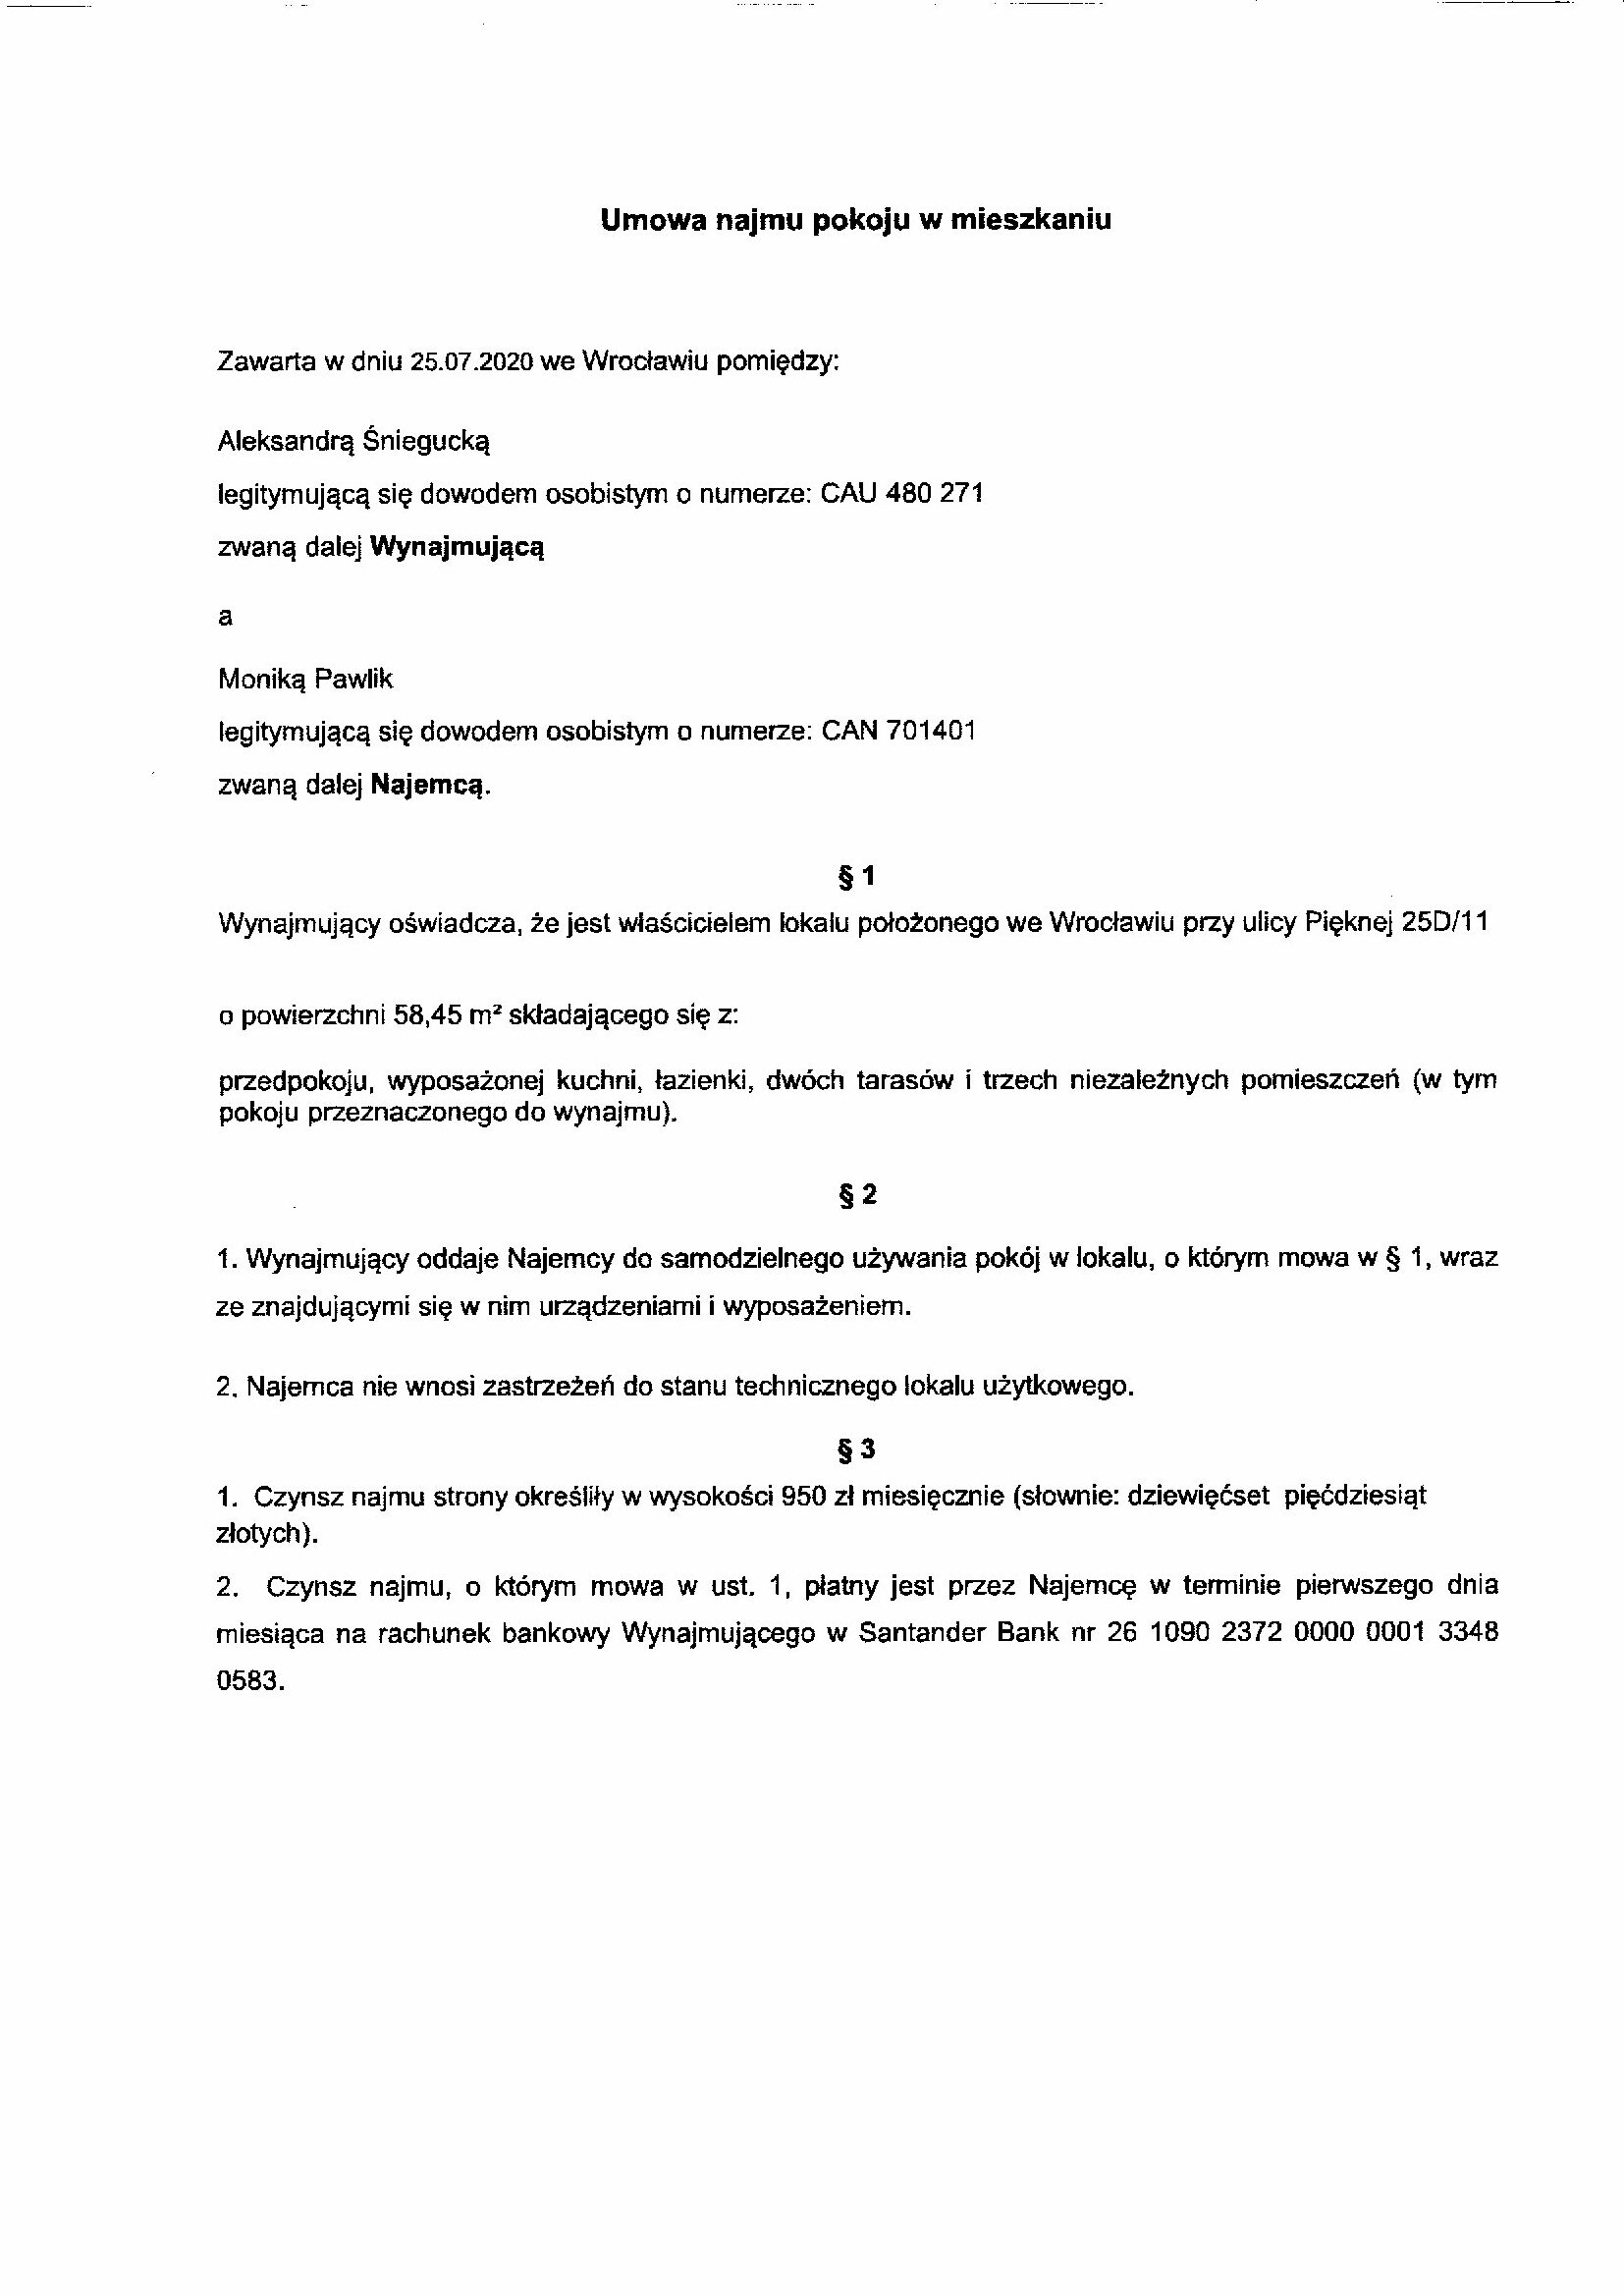 Umowa najmu pokoju w mieszkaniu
Zawarta w dniu 25.07.2020 we Wrocławiu pomiędzy:
Aleksandrą Śniegucką
legitymującą się dowodem osobistym o numerze: CAU 480 271
zwaną dalej Wynajmującą
a
Moniką Pawlik
legitymującą się dowodem osobistym o numerze: CAN 701401
zwaną dalej Najemcą.
§ 1
Wynajmujący oświadcza, że jest właścicielem lokalu położonego we Wrocławiu przy ulicy Pięknej 25D/11
o powierzchni 58,45 m² składającego się z:
przedpokoju, wyposażonej kuchni, łazienki, dwóch tarasów i trzech niezależnych pomieszczeń (w tym
pokoju przeznaczonego do wynajmu).
§ 2
1. Wynajmujący oddaje Najemcy do samodzielnego używania pokój w lokalu, o którym mowa w § 1, wraz
ze znajdującymi się w nim urządzeniami i wyposażeniem.
2. Najemca nie wnosi zastrzeżeń do stanu technicznego lokalu użytkowego.
§ 3
1. Czynsz najmu strony określiły w wysokości 950 zł miesięcznie (słownie: dziewięćset pięćdziesiąt
złotych).
2. Czynsz najmu, o którym mowa w ust. 1, płatny jest przez Najemcę w terminie pierwszego dnia
miesiąca na rachunek bankowy Wynajmującego w Santander Bank nr 26 1090 2372 0000 0001 3348
0583.